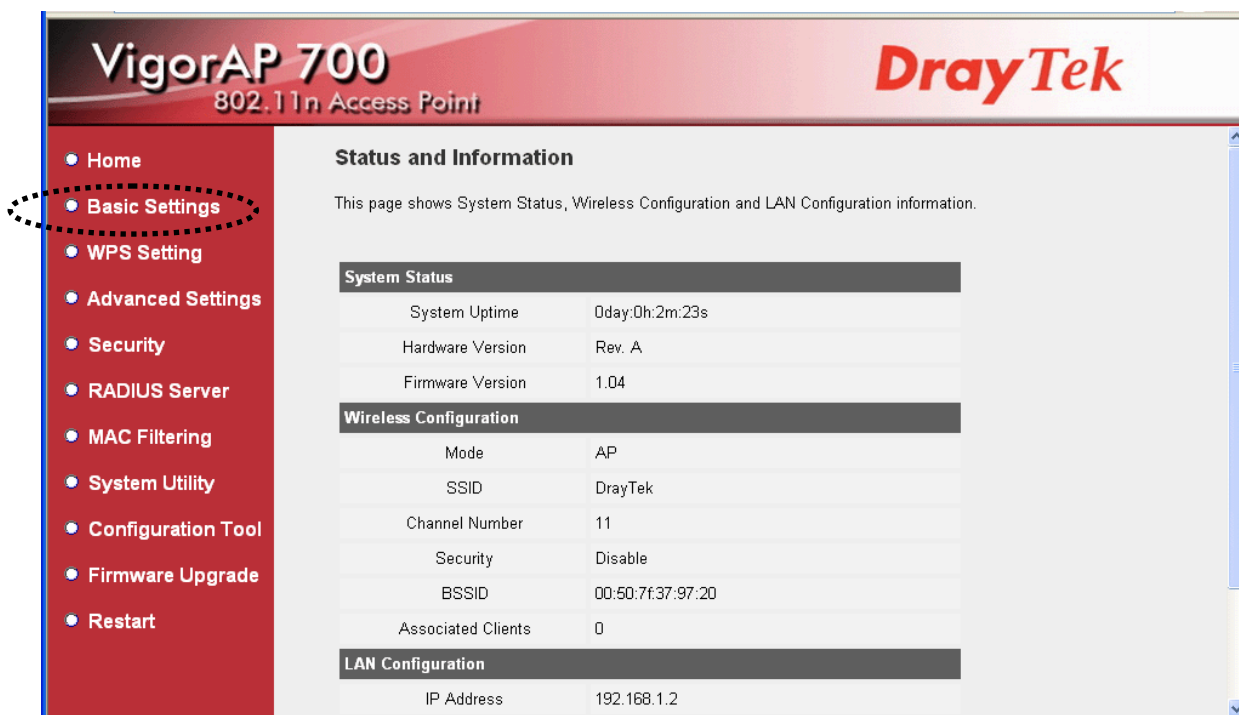 VigorAP 700
802.11n Access Point
DrayTek
Home
Basic Settings
WPS Setting
Advanced Settings
Security
RADIUS Server
MAC Filtering
System Utility
Configuration Tool
Firmware Upgrade
Restart
Status and Information
This page shows System Status, Wireless Configuration and LAN Configuration information.
System Status
System Uptime 0day:0h:2m:23s
Hardware Version Rev. A
Firmware Version 1.04
Wireless Configuration
Mode AP
SSID DrayTek
Channel Number 11
Security Disable
BSSID 00:50:7f:37:97:20
Associated Clients 0
LAN Configuration
IP Address 192.168.1.2